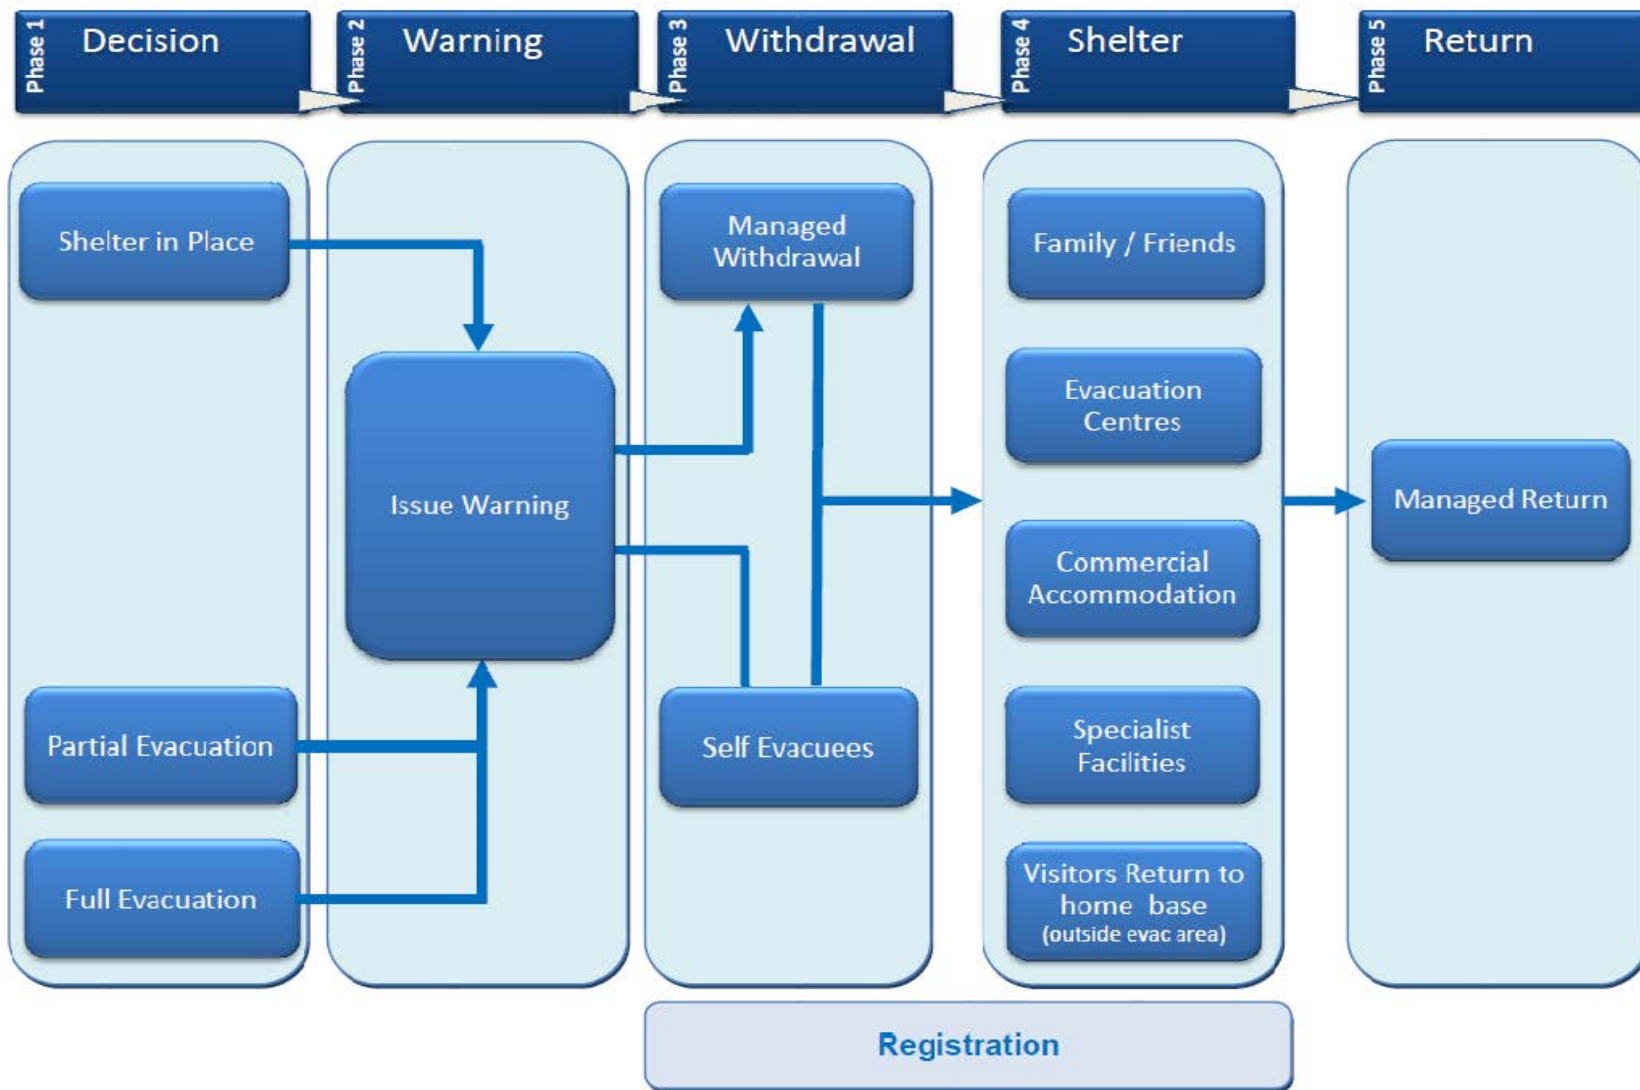 Phase 1
Decision
Phase 2
Warning
Phase 3
Withdrawal
Phase 4
Shelter
Phase 5
Return
Shelter in Place
Partial Evacuation
Full Evacuation
Issue Warning
Managed
Withdrawal
Self Evacuees
Family / Friends
Evacuation
Centres
Commercial
Accommodation
Specialist
Facilities
Visitors Return to
home base
(outside evac area)
Managed Return
Registration